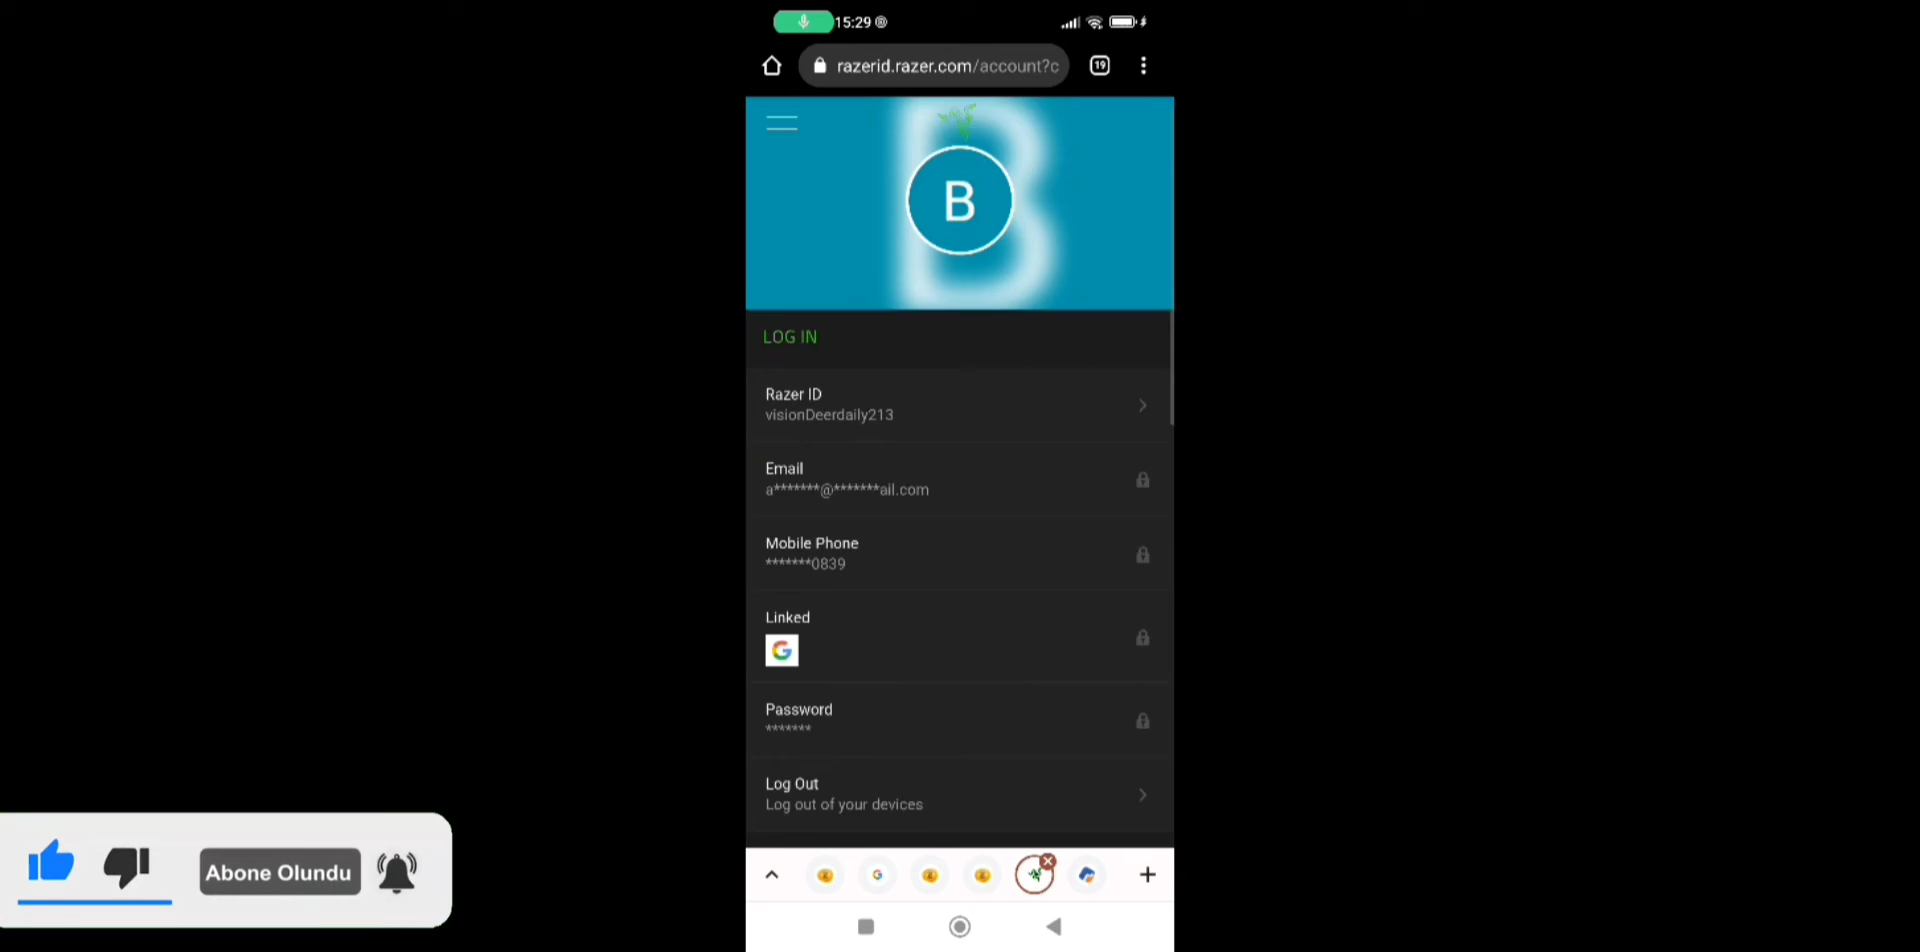 15:29
razerid.razer.com/account?c
19
B
LOG IN
Razer ID
visionDeerdaily213
Email
a*******@*******ail.com
Mobile Phone
*******0839
Linked
G
Password
*******
Log Out
Log out of your devices
Abone Olundu